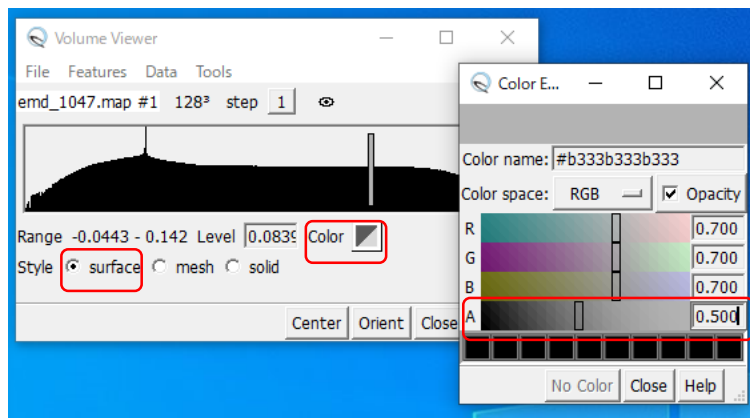 Volume Viewer
File Features Data Tools
emd_1047.map #1 128³ step 1
Range -0.0443 - 0.142 Level 0.0839 Color
Style surface mesh solid
Center Orient Close
Color E...
Color name: #b333b333b333
Color space: RGB Opacity
R 0.700
G 0.700
B 0.700
A 0.500
No Color Close Help